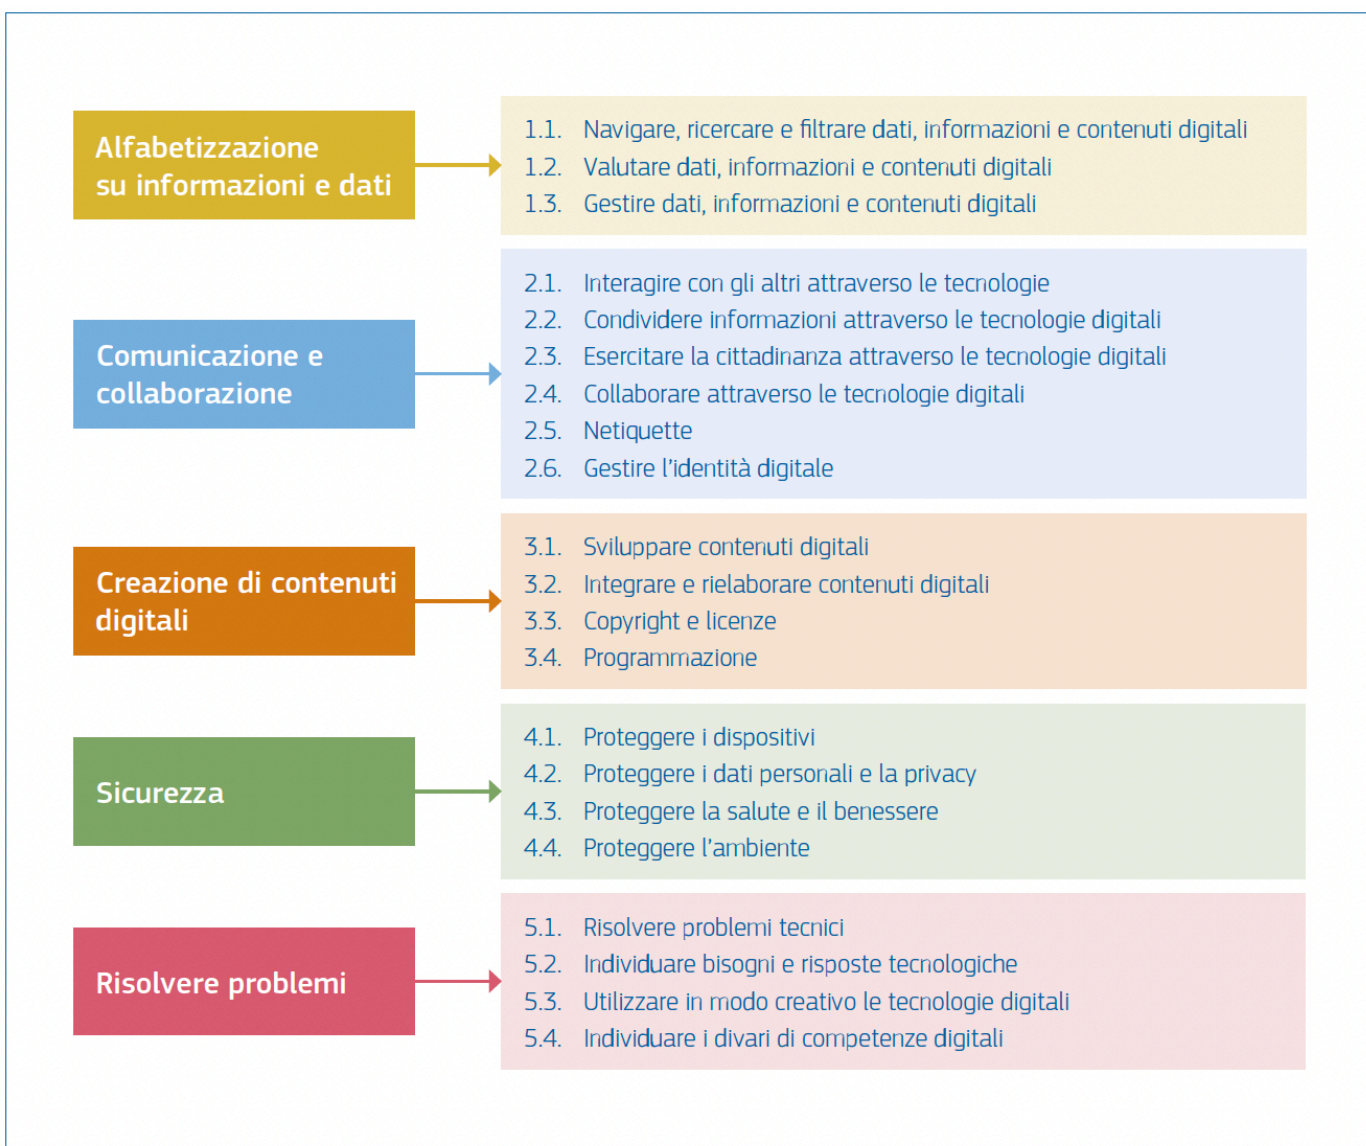 Alfabetizzazione
su informazioni e dati
1.1. Navigare, ricercare e filtrare dati, informazioni e contenuti digitali
1.2. Valutare dati, informazioni e contenuti digitali
1.3. Gestire dati, informazioni e contenuti digitali
Comunicazione e
collaborazione
2.1. Interagire con gli altri attraverso le tecnologie
2.2. Condividere informazioni attraverso le tecnologie digitali
2.3. Esercitare la cittadinanza attraverso le tecnologie digitali
2.4. Collaborare attraverso le tecnologie digitali
2.5. Netiquette
2.6. Gestire l'identità digitale
Creazione di contenuti
digitali
3.1. Sviluppare contenuti digitali
3.2. Integrare e rielaborare contenuti digitali
3.3. Copyright e licenze
3.4. Programmazione
Sicurezza
4.1. Proteggere i dispositivi
4.2. Proteggere i dati personali e la privacy
4.3. Proteggere la salute e il benessere
4.4. Proteggere l'ambiente
Risolvere problemi
5.1. Risolvere problemi tecnici
5.2. Individuare bisogni e risposte tecnologiche
5.3. Utilizzare in modo creativo le tecnologie digitali
5.4. Individuare i divari di competenze digitali